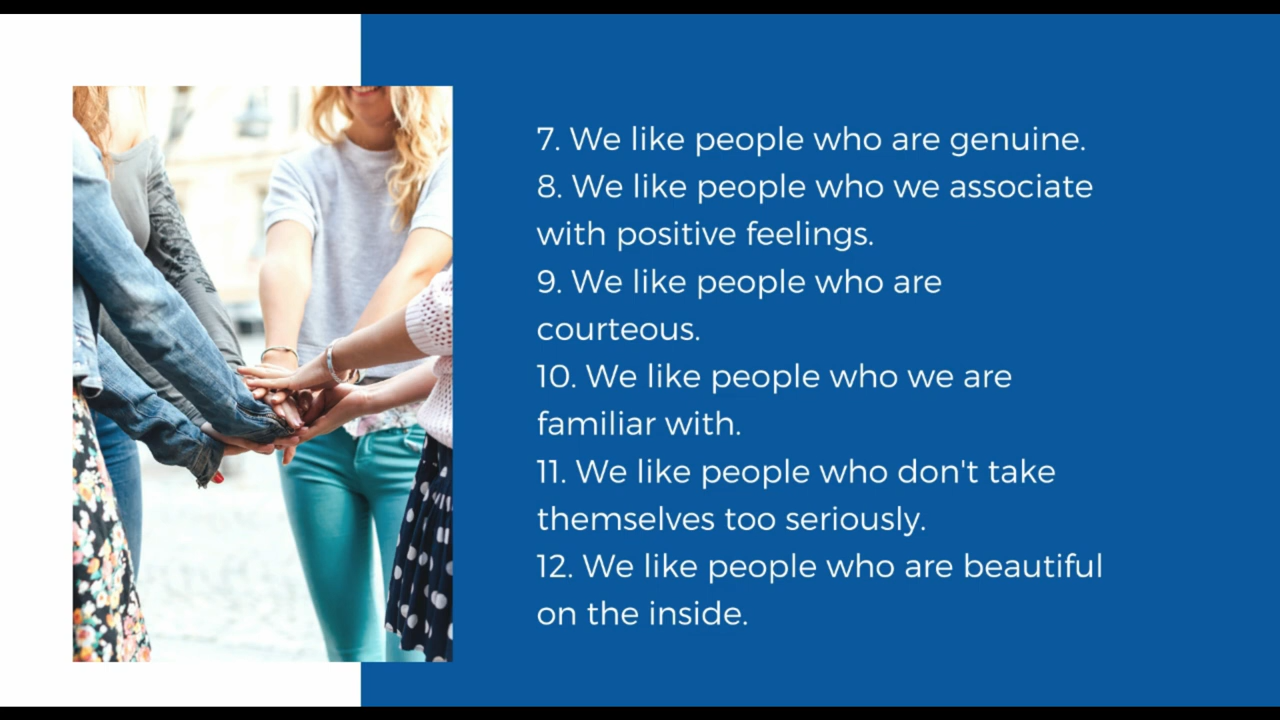 7. We like people who are genuine.
8. We like people who we associate
with positive feelings.
9. We like people who are
courteous.
10. We like people who we are
familiar with.
11. We like people who don't take
themselves too seriously.
12. We like people who are beautiful
on the inside.